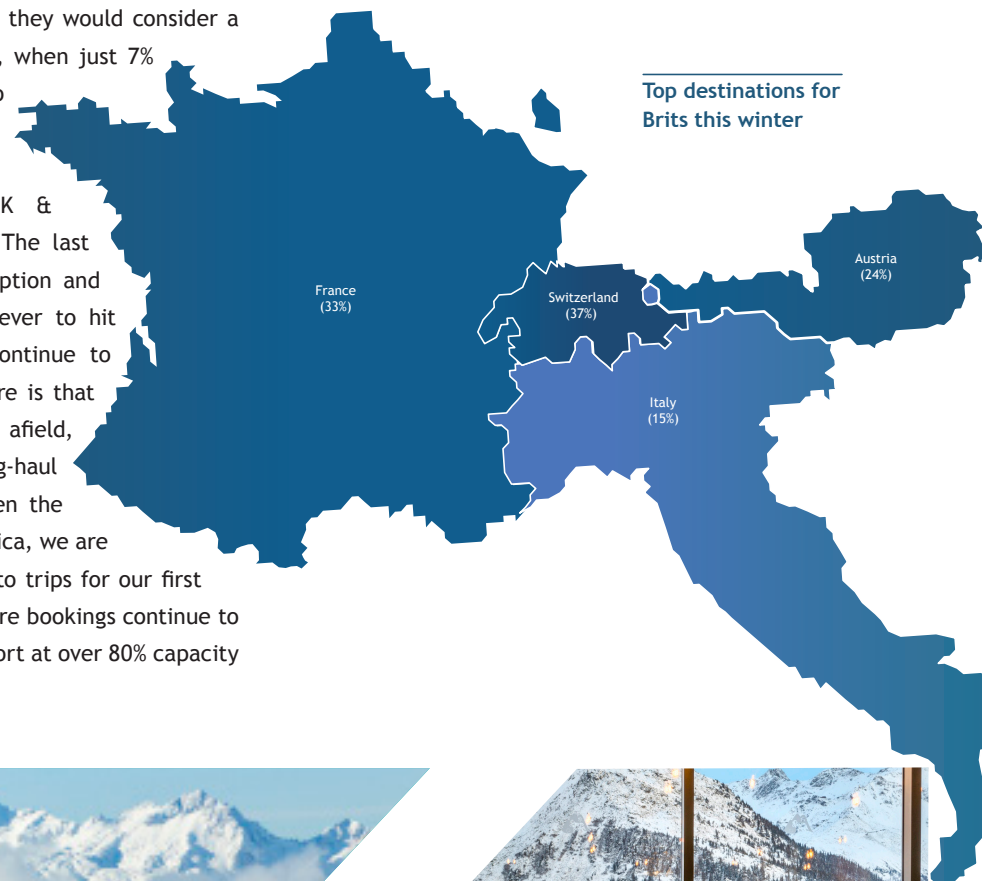 they would consider a
, when just 7%
K &
The last
ption and
ever to hit
ontinue to
re is that
afield,
g-haul
en the
ica, we are
to trips for our first
re bookings continue to
ort at over 80% capacity
Top destinations for
Brits this winter
France
(33%)
Switzerland
(37%)
Austria
(24%)
Italy
(15%)